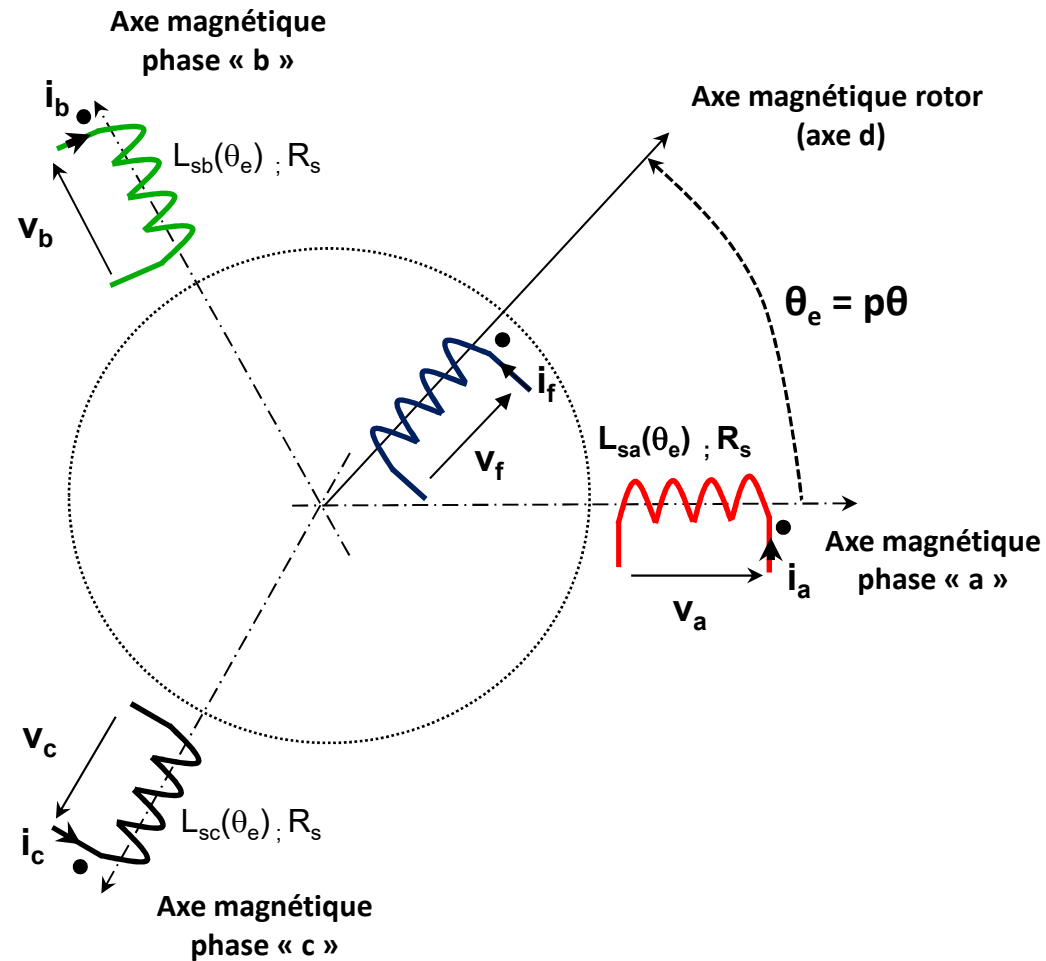 Axe magnétique
phase « b »
i_b
L_sb(θ_e) ; R_s
v_b
Axe magnétique rotor
(axe d)
θ_e = pθ
i_f
v_f
L_sa(θ_e) ; R_s
i_a
v_a
Axe magnétique
phase « a »
v_c
L_sc(θ_e) ; R_s
i_c
Axe magnétique
phase « c »